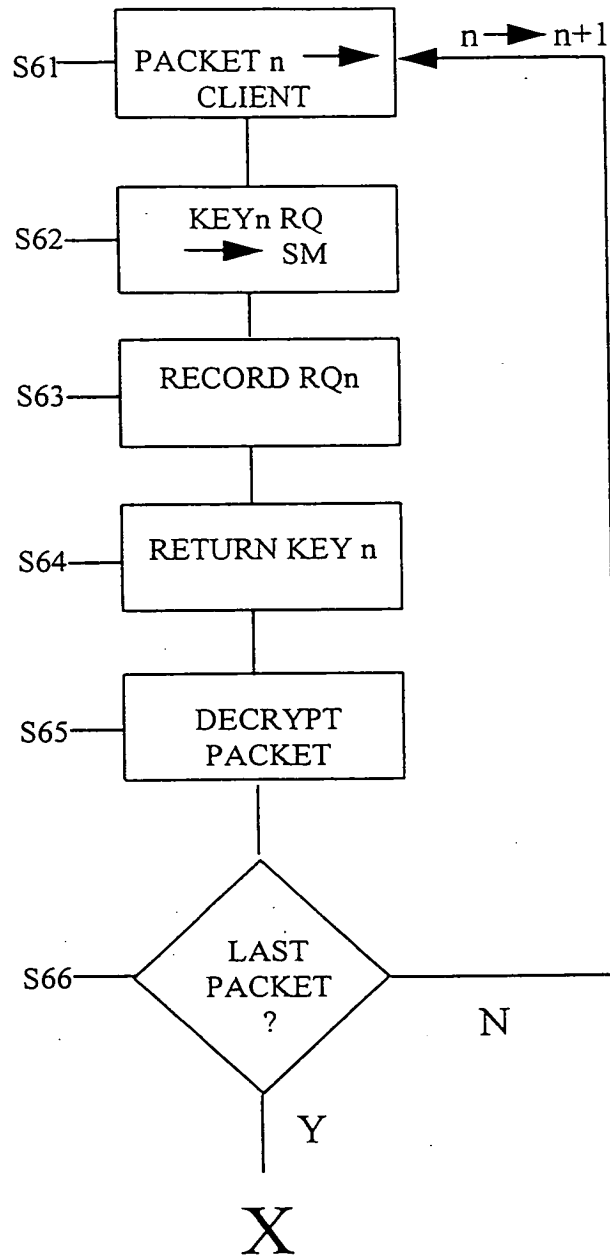 n → n+1
S61
PACKET n →
CLIENT
S62
KEYn RQ
→ SM
S63
RECORD RQn
S64
RETURN KEY n
S65
DECRYPT
PACKET
S66
LAST
PACKET
?
N
Y
X